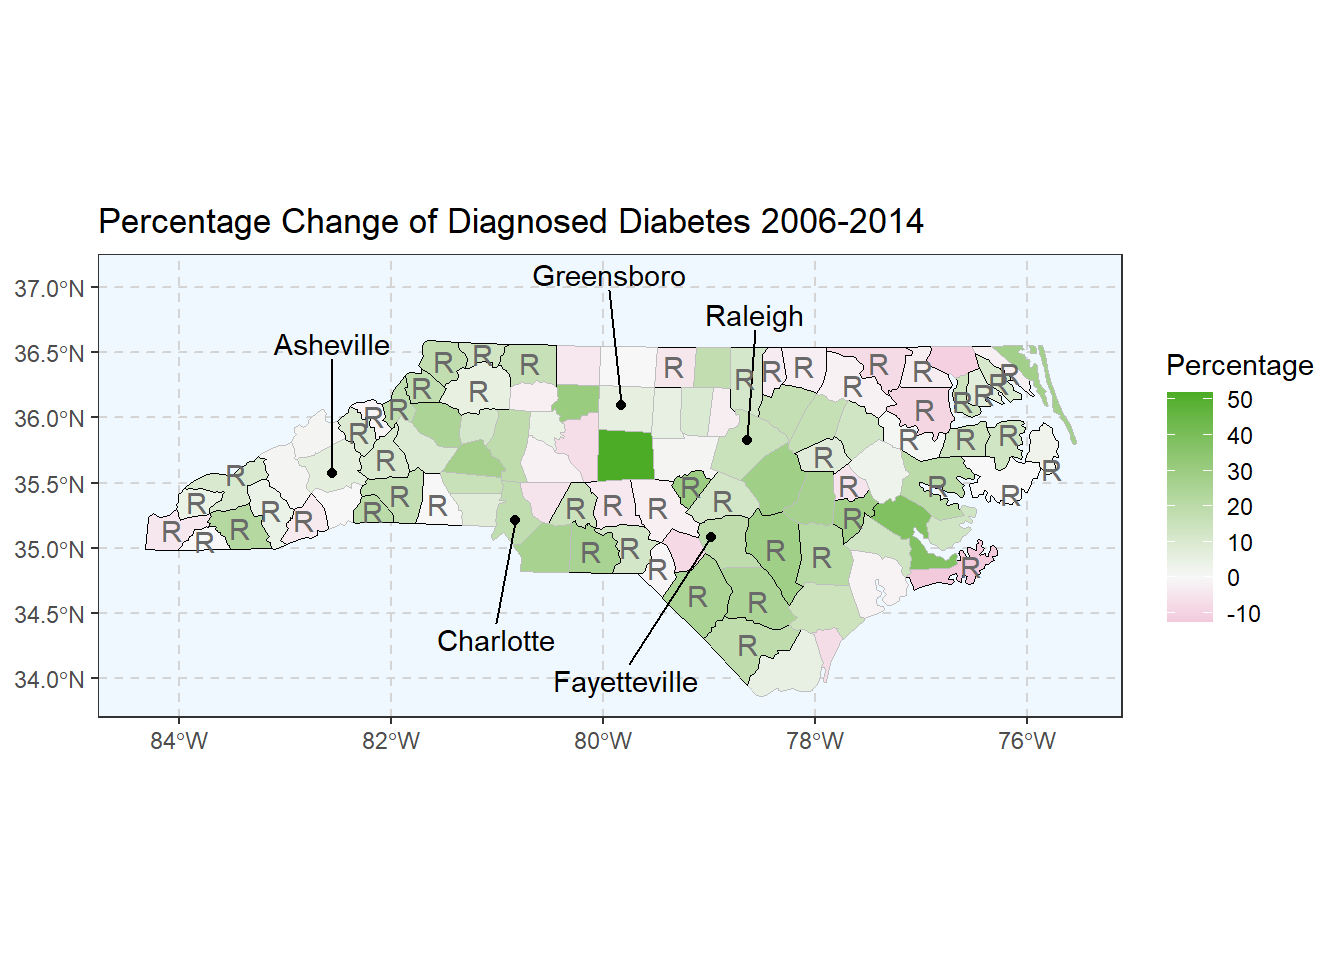 Percentage Change of Diagnosed Diabetes 2006-2014
Greensboro
Raleigh
Asheville
Charlotte
Fayetteville
R R R R R R R R R
R R R R R R R R R
R R R R R R R R R
R R R R R R R R R
R R R R R R R R R
R R R R R R R R R
37.0°N
36.5°N
36.0°N
35.5°N
35.0°N
34.5°N
34.0°N
84°W 82°W 80°W 78°W 76°W
Percentage
50
40
30
20
10
0
-10